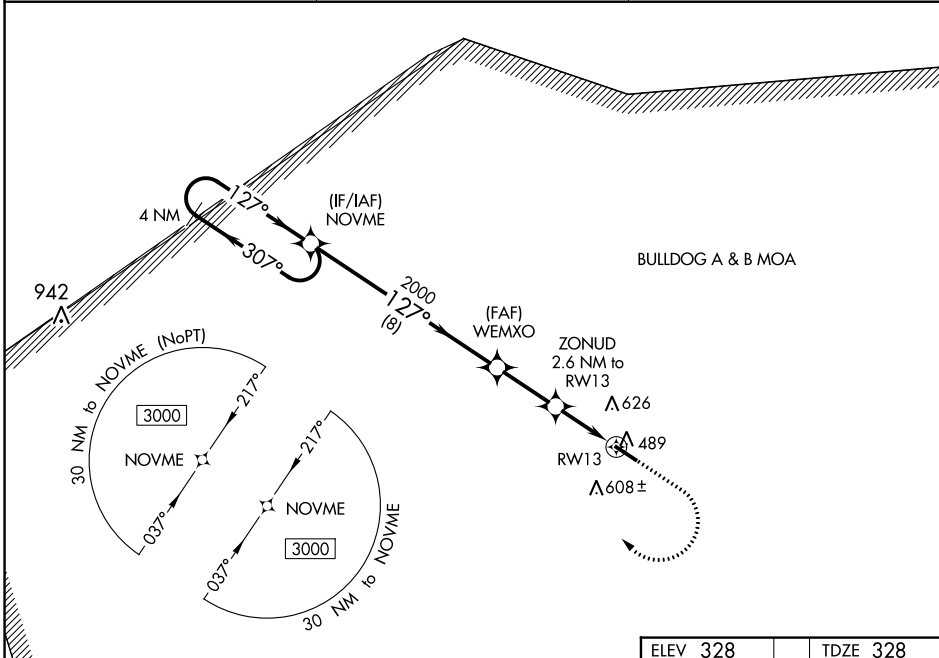 127°
(IF/IAF)
NOVME
4 NM
307°
BULLDOG A & B MOA
942
2000
127°
(8)
(FAF)
WEMXO
ZONUD
2.6 NM to
RW13
626
489
RW13
608±
30 NM to NOVME (NoPT)
3000
217°
NOVME
037°
217°
NOVME
3000
037°
30 NM to NOVME
ELEV 328 TDZE 328